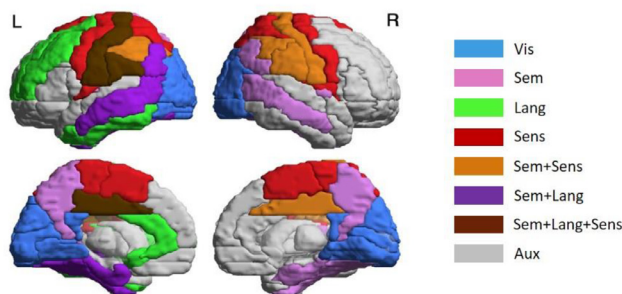 L R
Vis
Sem
Lang
Sens
Sem+Sens
Sem+Lang
Sem+Lang+Sens
Aux